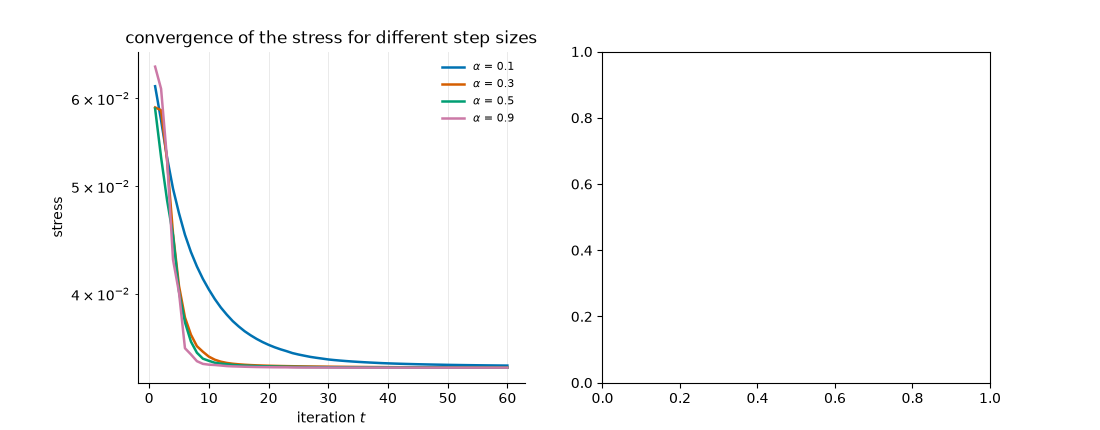 convergence of the stress for different step sizes
α = 0.1
α = 0.3
α = 0.5
α = 0.9
6 × 10⁻²
5 × 10⁻²
4 × 10⁻²
stress
0 10 20 30 40 50 60
iteration t
1.0
0.8
0.6
0.4
0.2
0.0
0.0 0.2 0.4 0.6 0.8 1.0